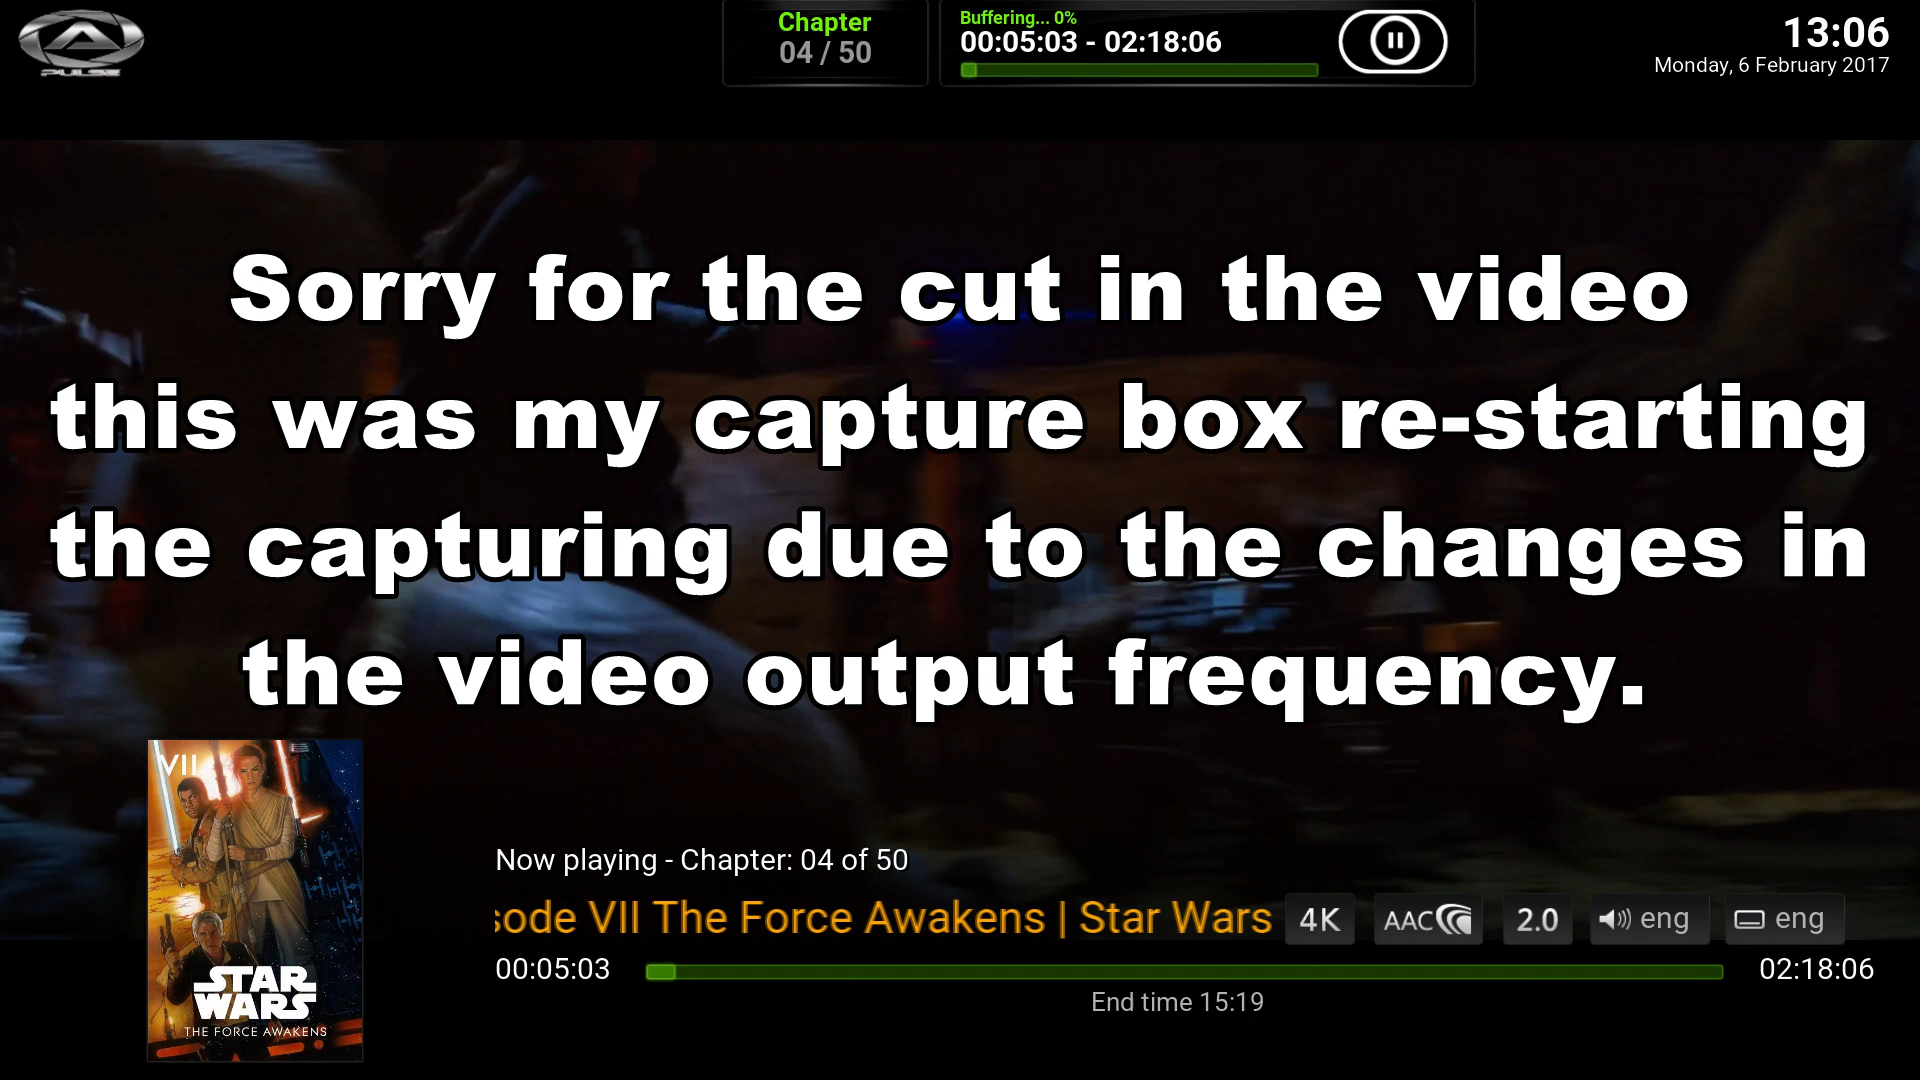 PULSE
Chapter
04 / 50
Buffering... 0%
00:05:03 - 02:18:06
13:06
Monday, 6 February 2017
Sorry for the cut in the video
this was my capture box re-starting
the capturing due to the changes in
the video output frequency.
VII
STAR
WARS
THE FORCE AWAKENS
Now playing - Chapter: 04 of 50
sode VII The Force Awakens | Star Wars
4K
AAC
2.0
eng
eng
00:05:03
02:18:06
End time 15:19